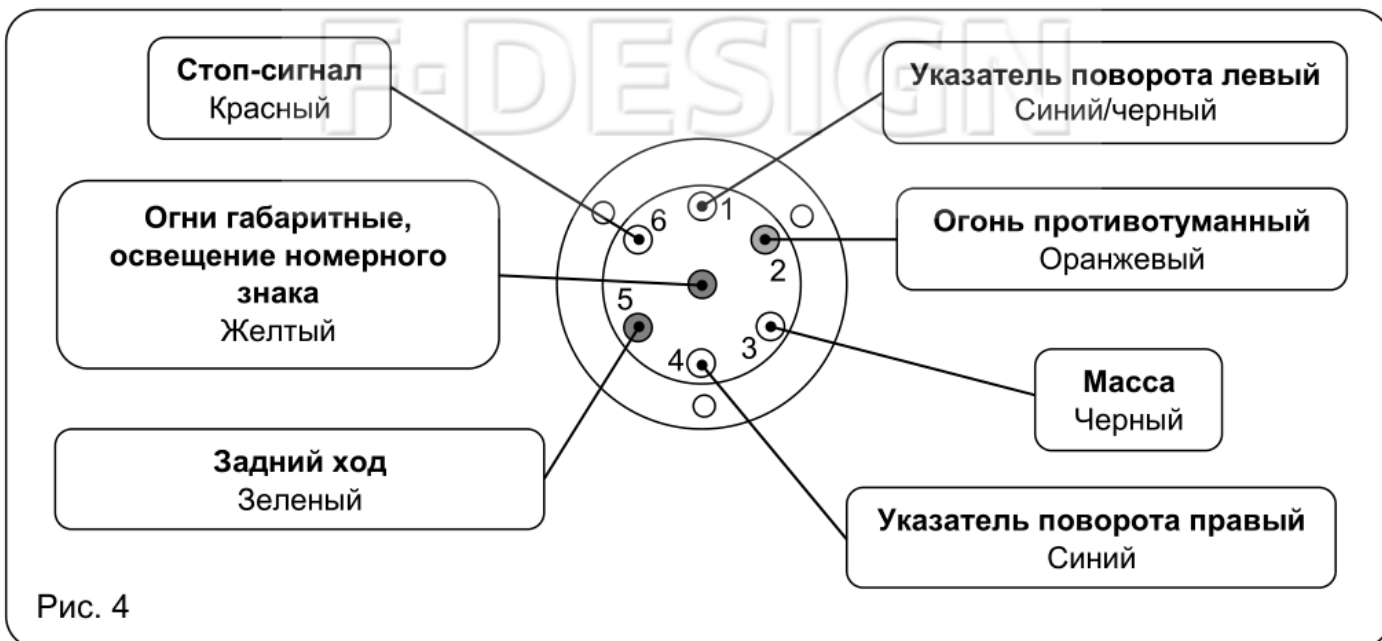 F·DESIGN
Стоп-сигнал
Красный
Указатель поворота левый
Синий/черный
Огни габаритные,
освещение номерного
знака
Желтый
Огонь противотуманный
Оранжевый
6
1
2
5
4
3
Масса
Черный
Задний ход
Зеленый
Указатель поворота правый
Синий
Рис. 4